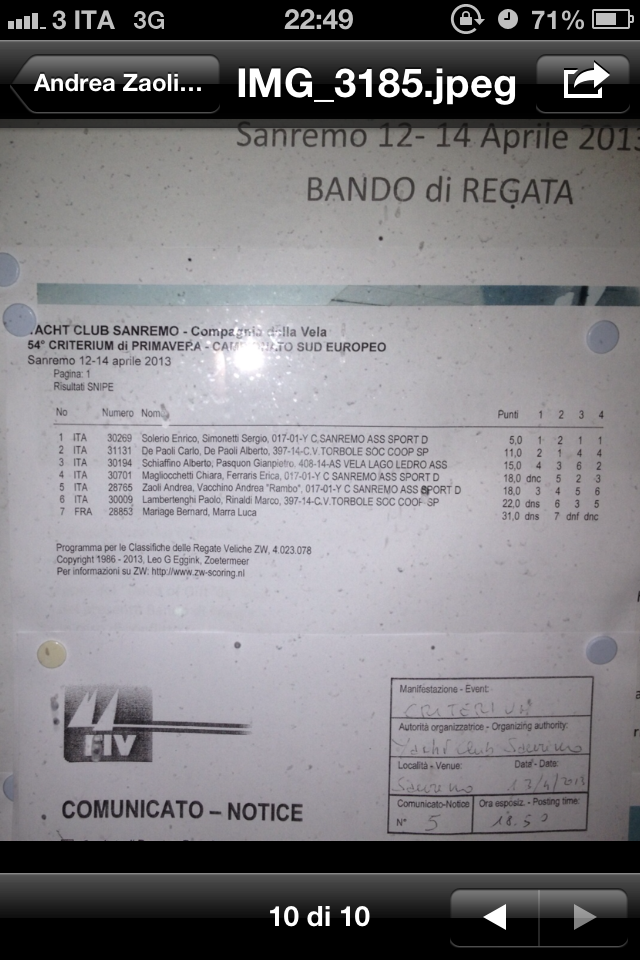 3 ITA 3G 22:49 71%
Andrea Zaoli... IMG_3185.jpeg
Sanremo 12- 14 Aprile 2013
BANDO di REGATA
YACHT CLUB SANREMO - Compagnia della Vela
54° CRITERIUM di PRIMAVERA - CAMPIONATO SUD EUROPEO
Sanremo 12-14 aprile 2013
Pagina: 1
Risultati SNIPE
No Numero Nom. Punti 1 2 3 4
1 ITA 30269 Solerio Enrico, Simonetti Sergio, 017-01-Y C.SANREMO ASS SPORT D 5,0 1 2 1 1
2 ITA 31131 De Paoli Carlo, De Paoli Alberto, 397-14-C.V.TORBOLE SOC COOP SP 11,0 2 1 4 4
3 ITA 30194 Schiaffino Alberto, Pasquon Gianpietro, 408-14-AS VELA LAGO LEDRO ASS 15,0 4 3 6 2
4 ITA 30701 Magliocchetti Chiara, Ferraris Erica, 017-01-Y C SANREMO ASS SPORT D 18,0 dnc 5 2 3
5 ITA 28765 Zaoli Andrea, Vacchino Andrea "Rambo", 017-01-Y C SANREMO ASS SPORT D 18,0 3 4 5 6
6 ITA 30009 Lambertenghi Paolo, Rinaldi Marco, 397-14-C.V.TORBOLE SOC COOP SP 22,0 dns 6 3 5
7 FRA 28853 Mariage Bernard, Marra Luca 31,0 dns 7 dnf dnc
Programma per le Classifiche delle Regate Veliche ZW, 4.023.078
Copyright 1986 - 2013, Leo G Eggink, Zoetermeer
Per informazioni su ZW: http://www.zw-scoring.nl
FIV
Manifestazione - Event:
CRITERIUM
Autorità organizzatrice - Organizing authority:
Yacht Club Sanremo
Località - Venue: Data - Date:
Sanremo 12/4/2013
Comunicato-Notice Ora esposiz. - Posting time:
N° 5 18.50
COMUNICATO – NOTICE
10 di 10